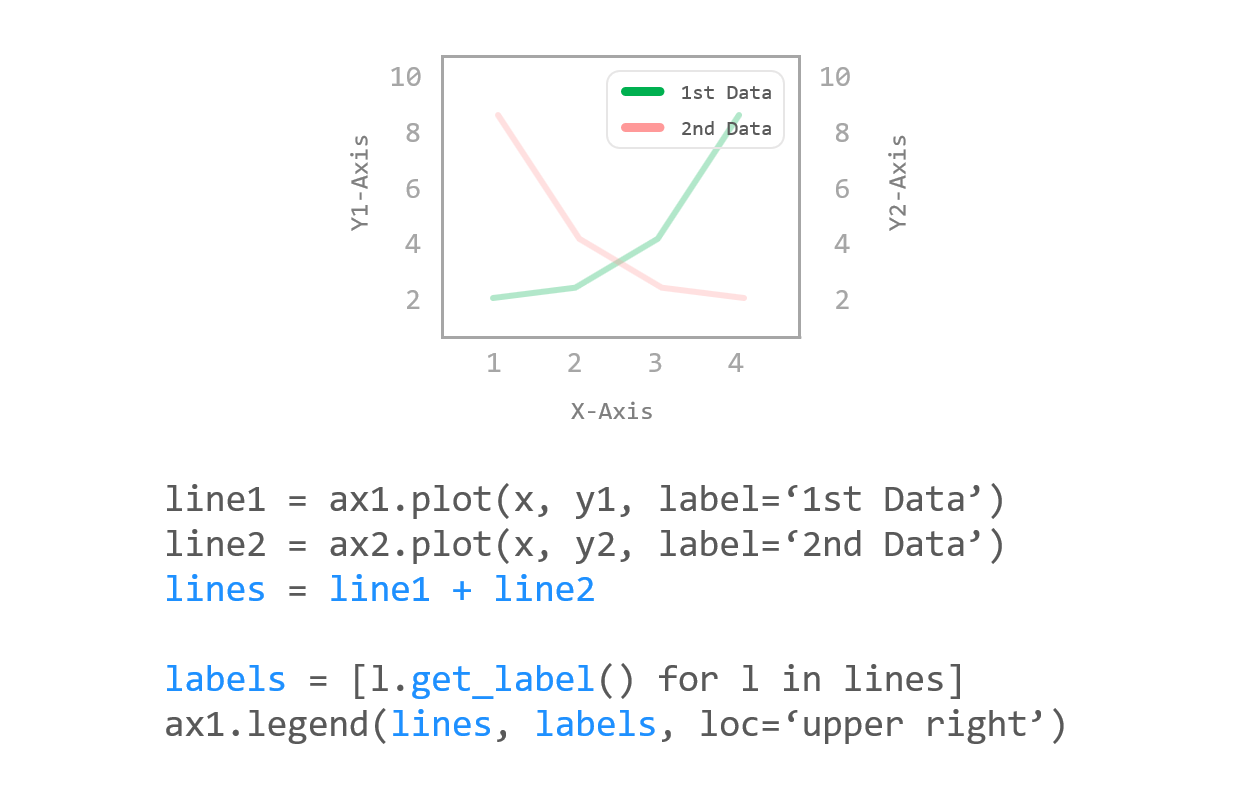 10
8
6
4
2
Y1-Axis
1st Data
2nd Data
10
8
6
4
2
Y2-Axis
1 2 3 4
X-Axis
line1 = ax1.plot(x, y1, label=‘1st Data’)
line2 = ax2.plot(x, y2, label=‘2nd Data’)
lines = line1 + line2
labels = [l.get_label() for l in lines]
ax1.legend(lines, labels, loc=‘upper right’)